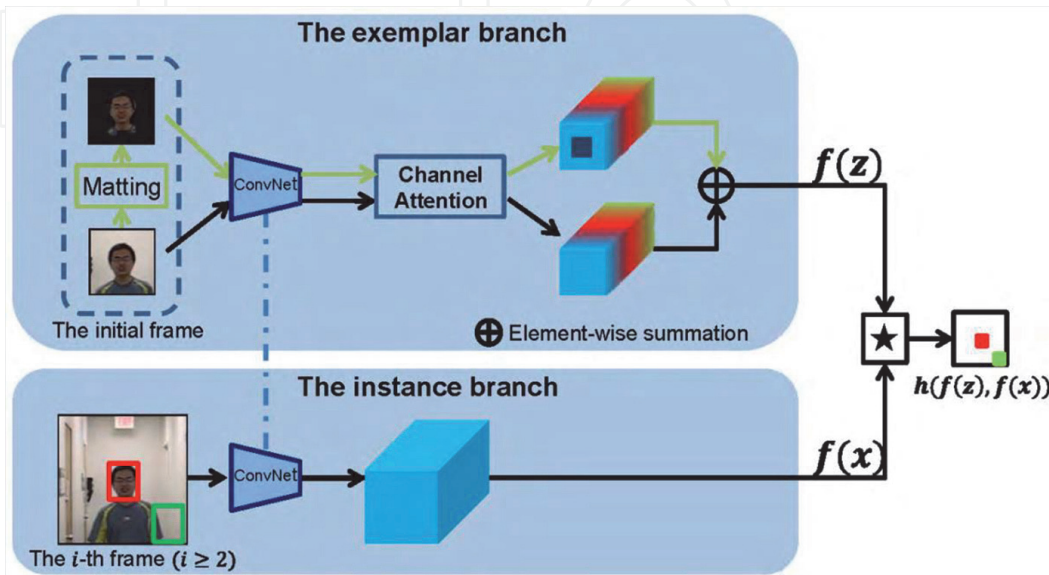 The exemplar branch
Matting
ConvNet
Channel
Attention
f(z)
The initial frame
⊕ Element-wise summation
★
h(f(z), f(x))
The instance branch
EXIT
ConvNet
f(x)
The i-th frame (i ≥ 2)